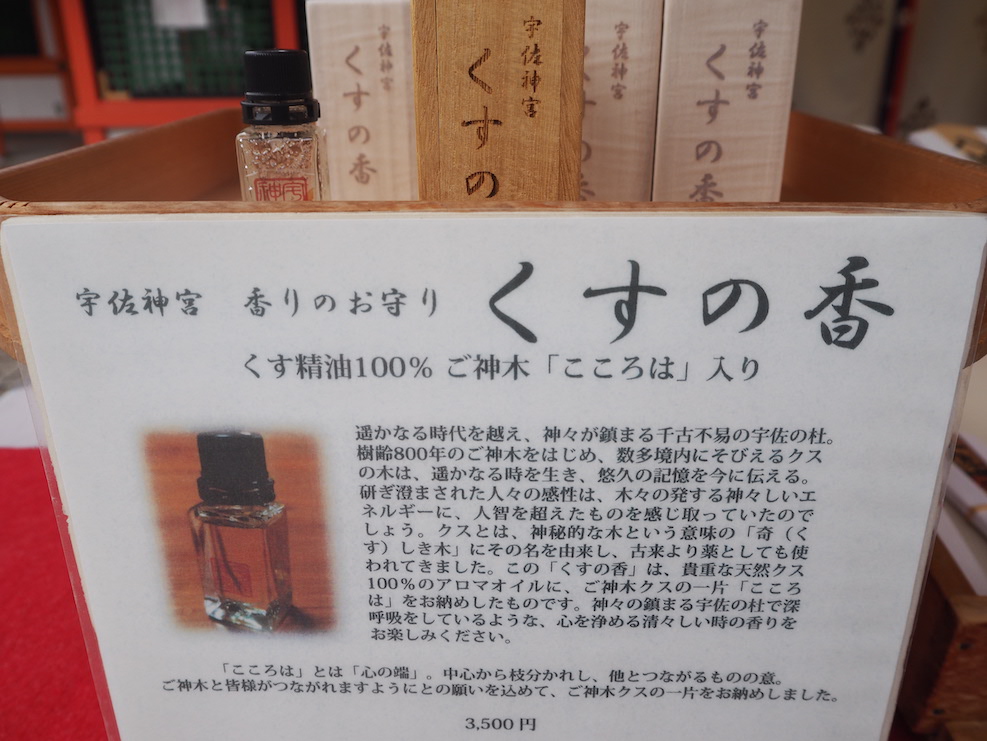 宇佐神宮
くすの香
宇佐神宮
くすの
宇佐神宮
くすの香
宇佐神宮　香りのお守り　くすの香
くす精油100% ご神木「こころは」入り
遥かなる時代を越え、神々が鎮まる千古不易の宇佐の杜。
樹齢800年のご神木をはじめ、数多境内にそびえるクス
の木は、遥かなる時を生き、悠久の記憶を今に伝える。
研ぎ澄まされた人々の感性は、木々の発する神々しいエ
ネルギーに、人智を超えたものを感じ取っていたので
しょう。クスとは、神秘的な木という意味の「奇（く
す）しき木」にその名を由来し、古来より薬としても使
われてきました。この「くすの香」は、貴重な天然クス
100％のアロマオイルに、ご神木クスの一片「こころ
は」をお納めしたものです。神々の鎮まる宇佐の杜で深
呼吸をしているような、心を浄める清々しい時の香りを
お楽しみください。
「こころは」とは「心の端」。中心から枝分かれし、他とつながるものの意。
ご神木と皆様がつながれますようにとの願いを込めて、ご神木クスの一片をお納めしました。
3,500 円